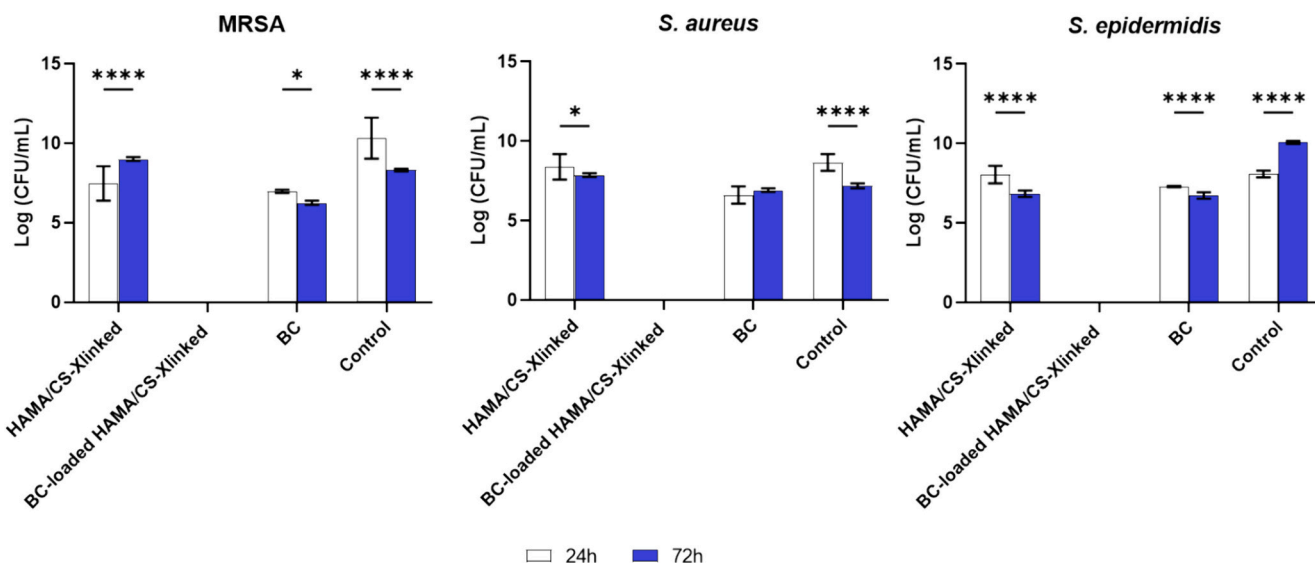 MRSA
Log (CFU/mL)
15
10
5
0
****
*
****
HAMA/CS-Xlinked
BC-loaded HAMA/CS-Xlinked
BC
Control
S. aureus
Log (CFU/mL)
15
10
5
0
*
****
HAMA/CS-Xlinked
BC-loaded HAMA/CS-Xlinked
BC
Control
S. epidermidis
Log (CFU/mL)
15
10
5
0
****
****
****
HAMA/CS-Xlinked
BC-loaded HAMA/CS-Xlinked
BC
Control
24h
72h